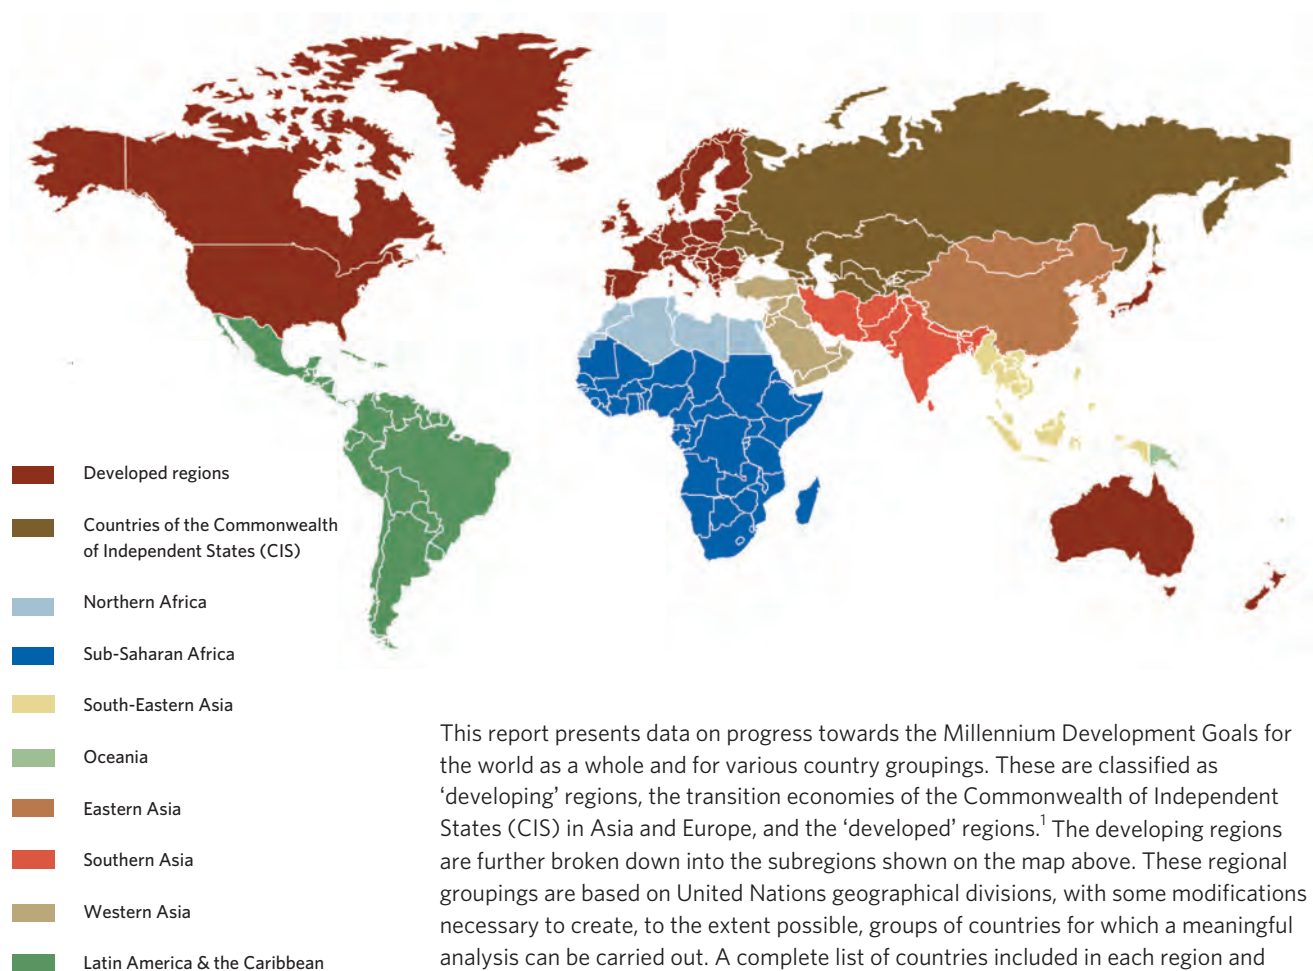 Developed regions
Countries of the Commonwealth
of Independent States (CIS)
Northern Africa
Sub-Saharan Africa
South-Eastern Asia
Oceania
Eastern Asia
Southern Asia
Western Asia
Latin America & the Caribbean
This report presents data on progress towards the Millennium Development Goals for
the world as a whole and for various country groupings. These are classified as
‘developing’ regions, the transition economies of the Commonwealth of Independent
States (CIS) in Asia and Europe, and the ‘developed’ regions.¹ The developing regions
are further broken down into the subregions shown on the map above. These regional
groupings are based on United Nations geographical divisions, with some modifications
necessary to create, to the extent possible, groups of countries for which a meaningful
analysis can be carried out. A complete list of countries included in each region and